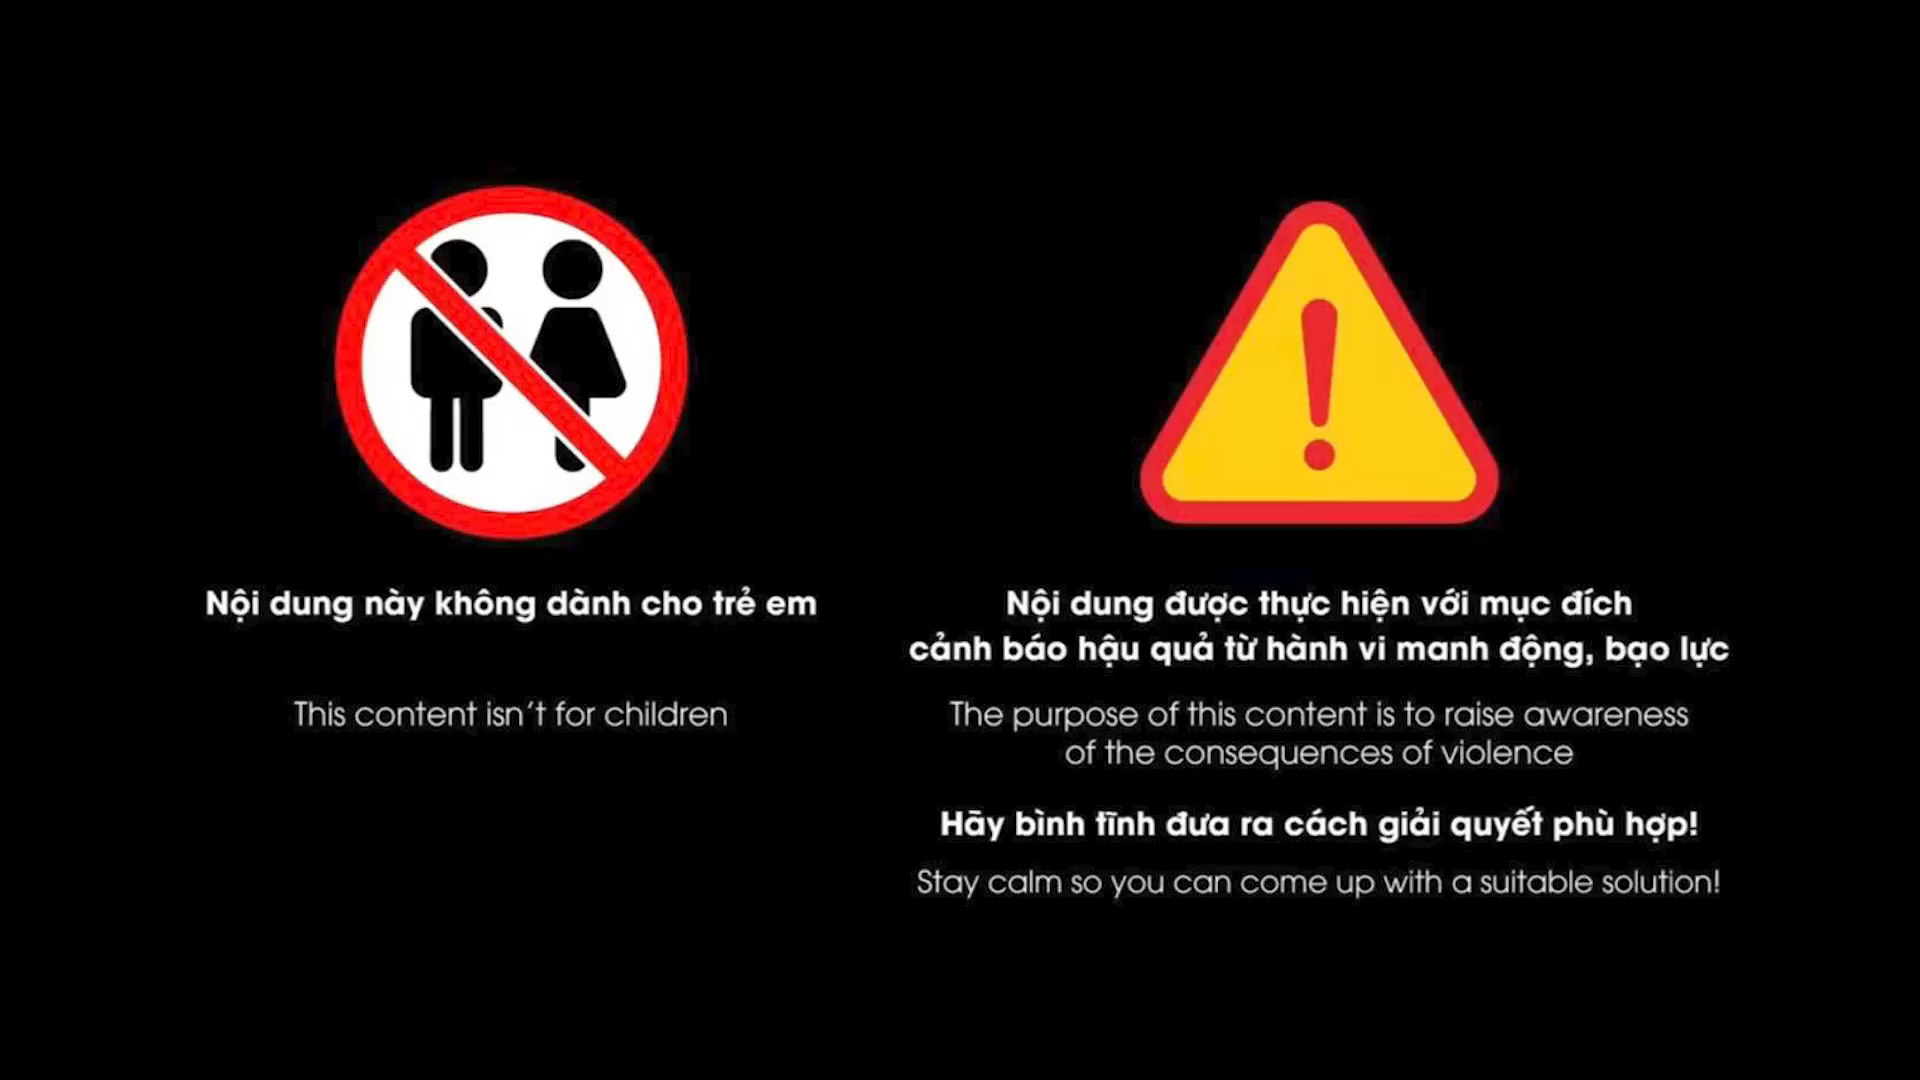 Nội dung này không dành cho trẻ em
This content isn't for children
Nội dung được thực hiện với mục đích
cảnh báo hậu quả từ hành vi manh động, bạo lực
The purpose of this content is to raise awareness
of the consequences of violence
Hãy bình tĩnh đưa ra cách giải quyết phù hợp!
Stay calm so you can come up with a suitable solution!